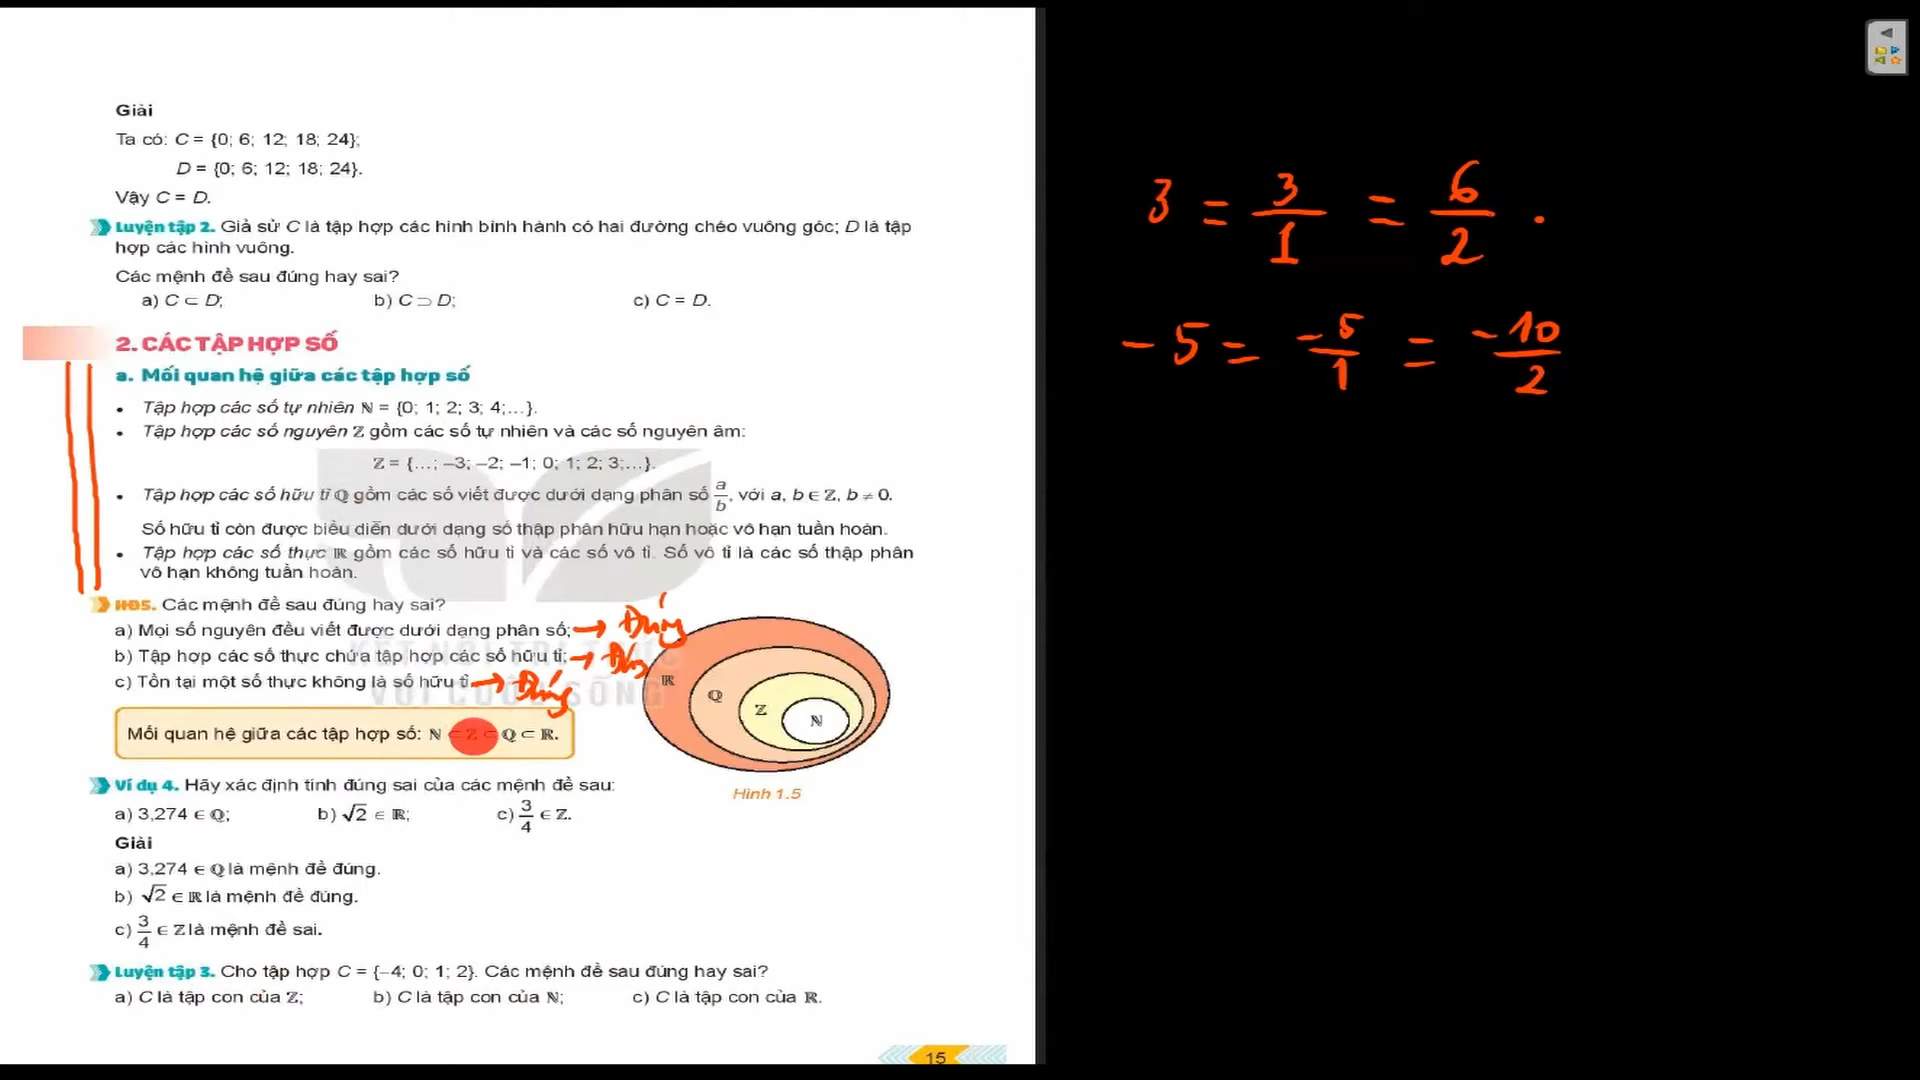 Giải
Ta có: C = {0; 6; 12; 18; 24};
D = {0; 6; 12; 18; 24}.
Vậy C = D.
Luyện tập 2. Giả sử C là tập hợp các hình bình hành có hai đường chéo vuông góc; D là tập
hợp các hình vuông.
Các mệnh đề sau đúng hay sai?
a) C ⊂ D; b) C ⊃ D; c) C = D.
2. CÁC TẬP HỢP SỐ
a. Mối quan hệ giữa các tập hợp số
• Tập hợp các số tự nhiên ℕ = {0; 1; 2; 3; 4;...}.
• Tập hợp các số nguyên ℤ gồm các số tự nhiên và các số nguyên âm:
ℤ = {...; –3; –2; –1; 0; 1; 2; 3;...}.
• Tập hợp các số hữu tỉ ℚ gồm các số viết được dưới dạng phân số a/b, với a, b ∈ ℤ, b ≠ 0.
Số hữu tỉ còn được biểu diễn dưới dạng số thập phân hữu hạn hoặc vô hạn tuần hoàn.
• Tập hợp các số thực ℝ gồm các số hữu tỉ và các số vô tỉ. Số vô tỉ là các số thập phân
vô hạn không tuần hoàn.
HĐ5. Các mệnh đề sau đúng hay sai?
a) Mọi số nguyên đều viết được dưới dạng phân số; → Đúng
b) Tập hợp các số thực chứa tập hợp các số hữu tỉ; → Đúng
c) Tồn tại một số thực không là số hữu tỉ → Đúng
KẾT NỐI TRI THỨC
VỚI CUỘC SỐNG
Mối quan hệ giữa các tập hợp số: ℕ ⊂ ℤ ⊂ ℚ ⊂ ℝ.
ℝ ℚ ℤ ℕ
Hình 1.5
Ví dụ 4. Hãy xác định tính đúng sai của các mệnh đề sau:
a) 3,274 ∈ ℚ; b) √2 ∈ ℝ; c) 3/4 ∈ ℤ.
Giải
a) 3,274 ∈ ℚ là mệnh đề đúng.
b) √2 ∈ ℝ là mệnh đề đúng.
c) 3/4 ∈ ℤ là mệnh đề sai.
Luyện tập 3. Cho tập hợp C = {–4; 0; 1; 2}. Các mệnh đề sau đúng hay sai?
a) C là tập con của ℤ; b) C là tập con của ℕ; c) C là tập con của ℝ.
15
3 = 3/1 = 6/2 .
-5 = -5/1 = -10/2